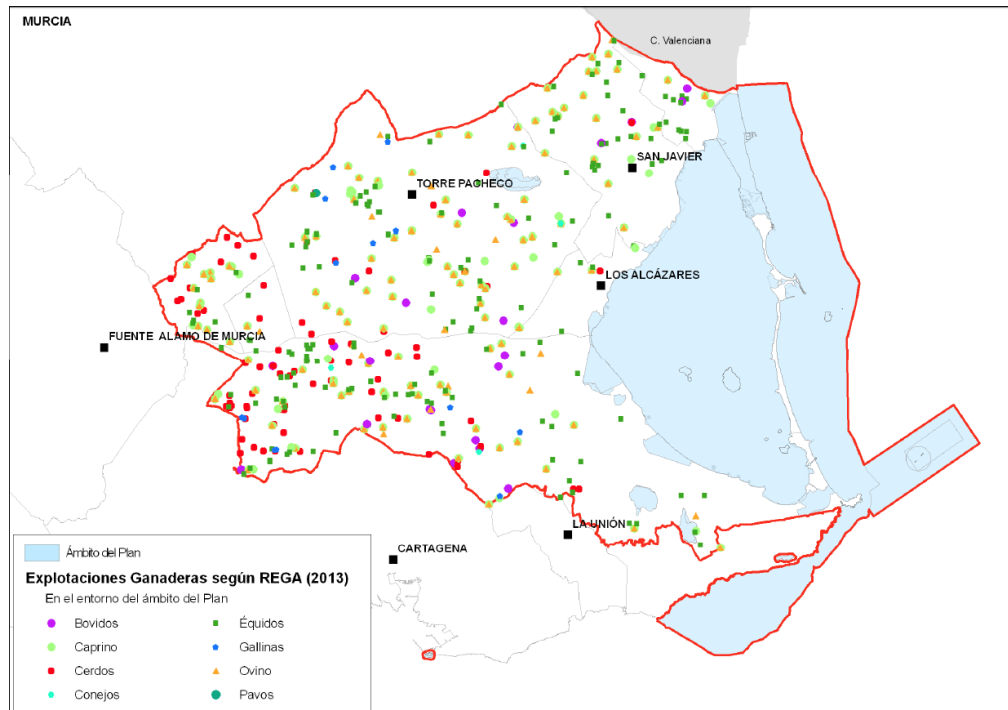 MURCIA
C. Valenciana
SAN JAVIER
TORRE PACHECO
LOS ALCÁZARES
FUENTE ALAMO DE MURCIA
LA UNIÓN
CARTAGENA
Ámbito del Plan
Explotaciones Ganaderas según REGA (2013)
En el entorno del ámbito del Plan
Bovidos
Équidos
Caprino
Gallinas
Cerdos
Ovino
Conejos
Pavos